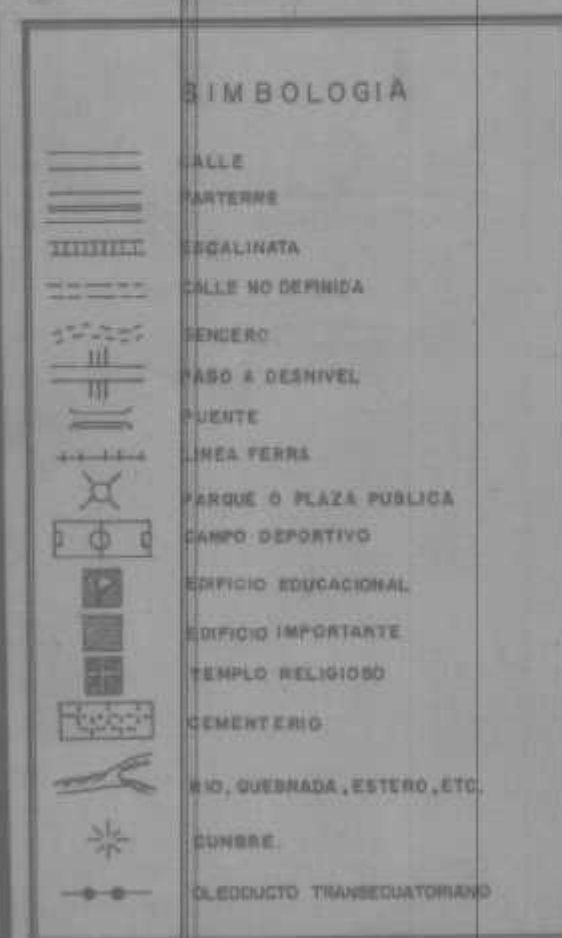 SIMBOLOGIA
CALLE
PARTERRE
ESCALINATA
CALLE NO DEFINIDA
SENDERO
PASO A DESNIVEL
PUENTE
LINEA FERRA
PARQUE O PLAZA PUBLICA
CAMPO DEPORTIVO
EDIFICIO EDUCACIONAL
EDIFICIO IMPORTANTE
TEMPLO RELIGIOSO
CEMENTERIO
RIO, QUEBRADA, ESTERO, ETC.
CUMBRE.
OLEODUCTO TRANSECUATORIANO